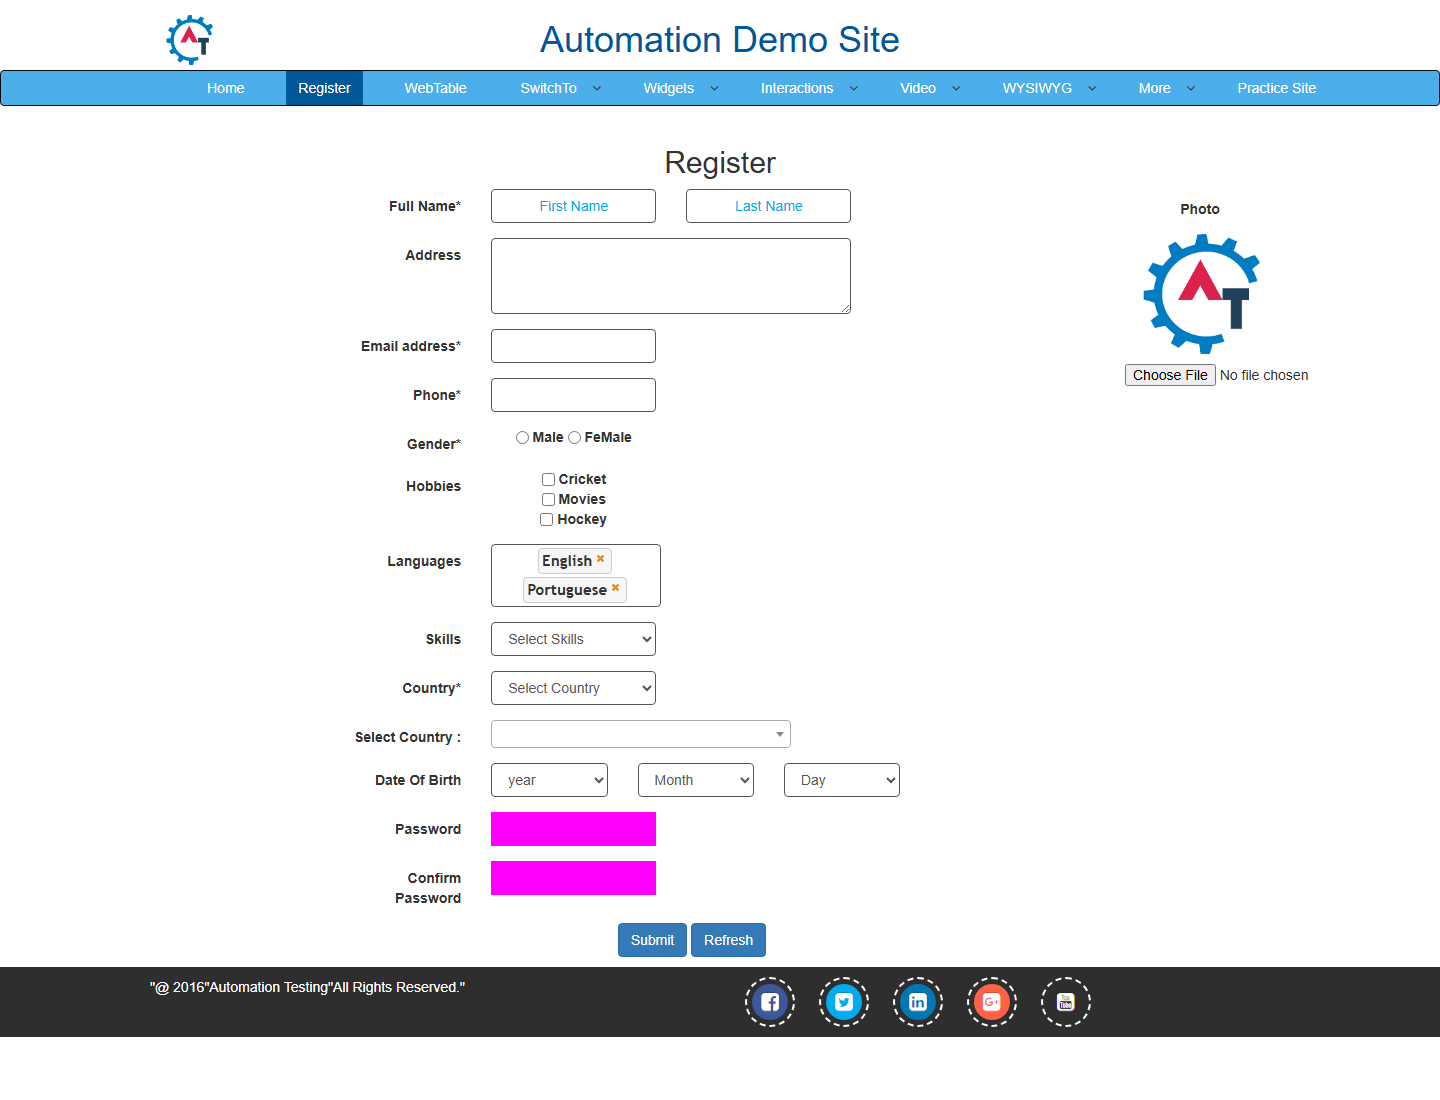 Automation Demo Site
Home Register WebTable SwitchTo Widgets Interactions Video WYSIWYG More Practice Site
Register
Full Name* First Name Last Name
Photo
Address
Email address*
Choose File No file chosen
Phone*
Gender* Male FeMale
Hobbies Cricket
Movies
Hockey
Languages English
Portuguese
Skills Select Skills
Country* Select Country
Select Country :
Date Of Birth year Month Day
Password
Confirm
Password
Submit Refresh
"@ 2016"Automation Testing"All Rights Reserved."